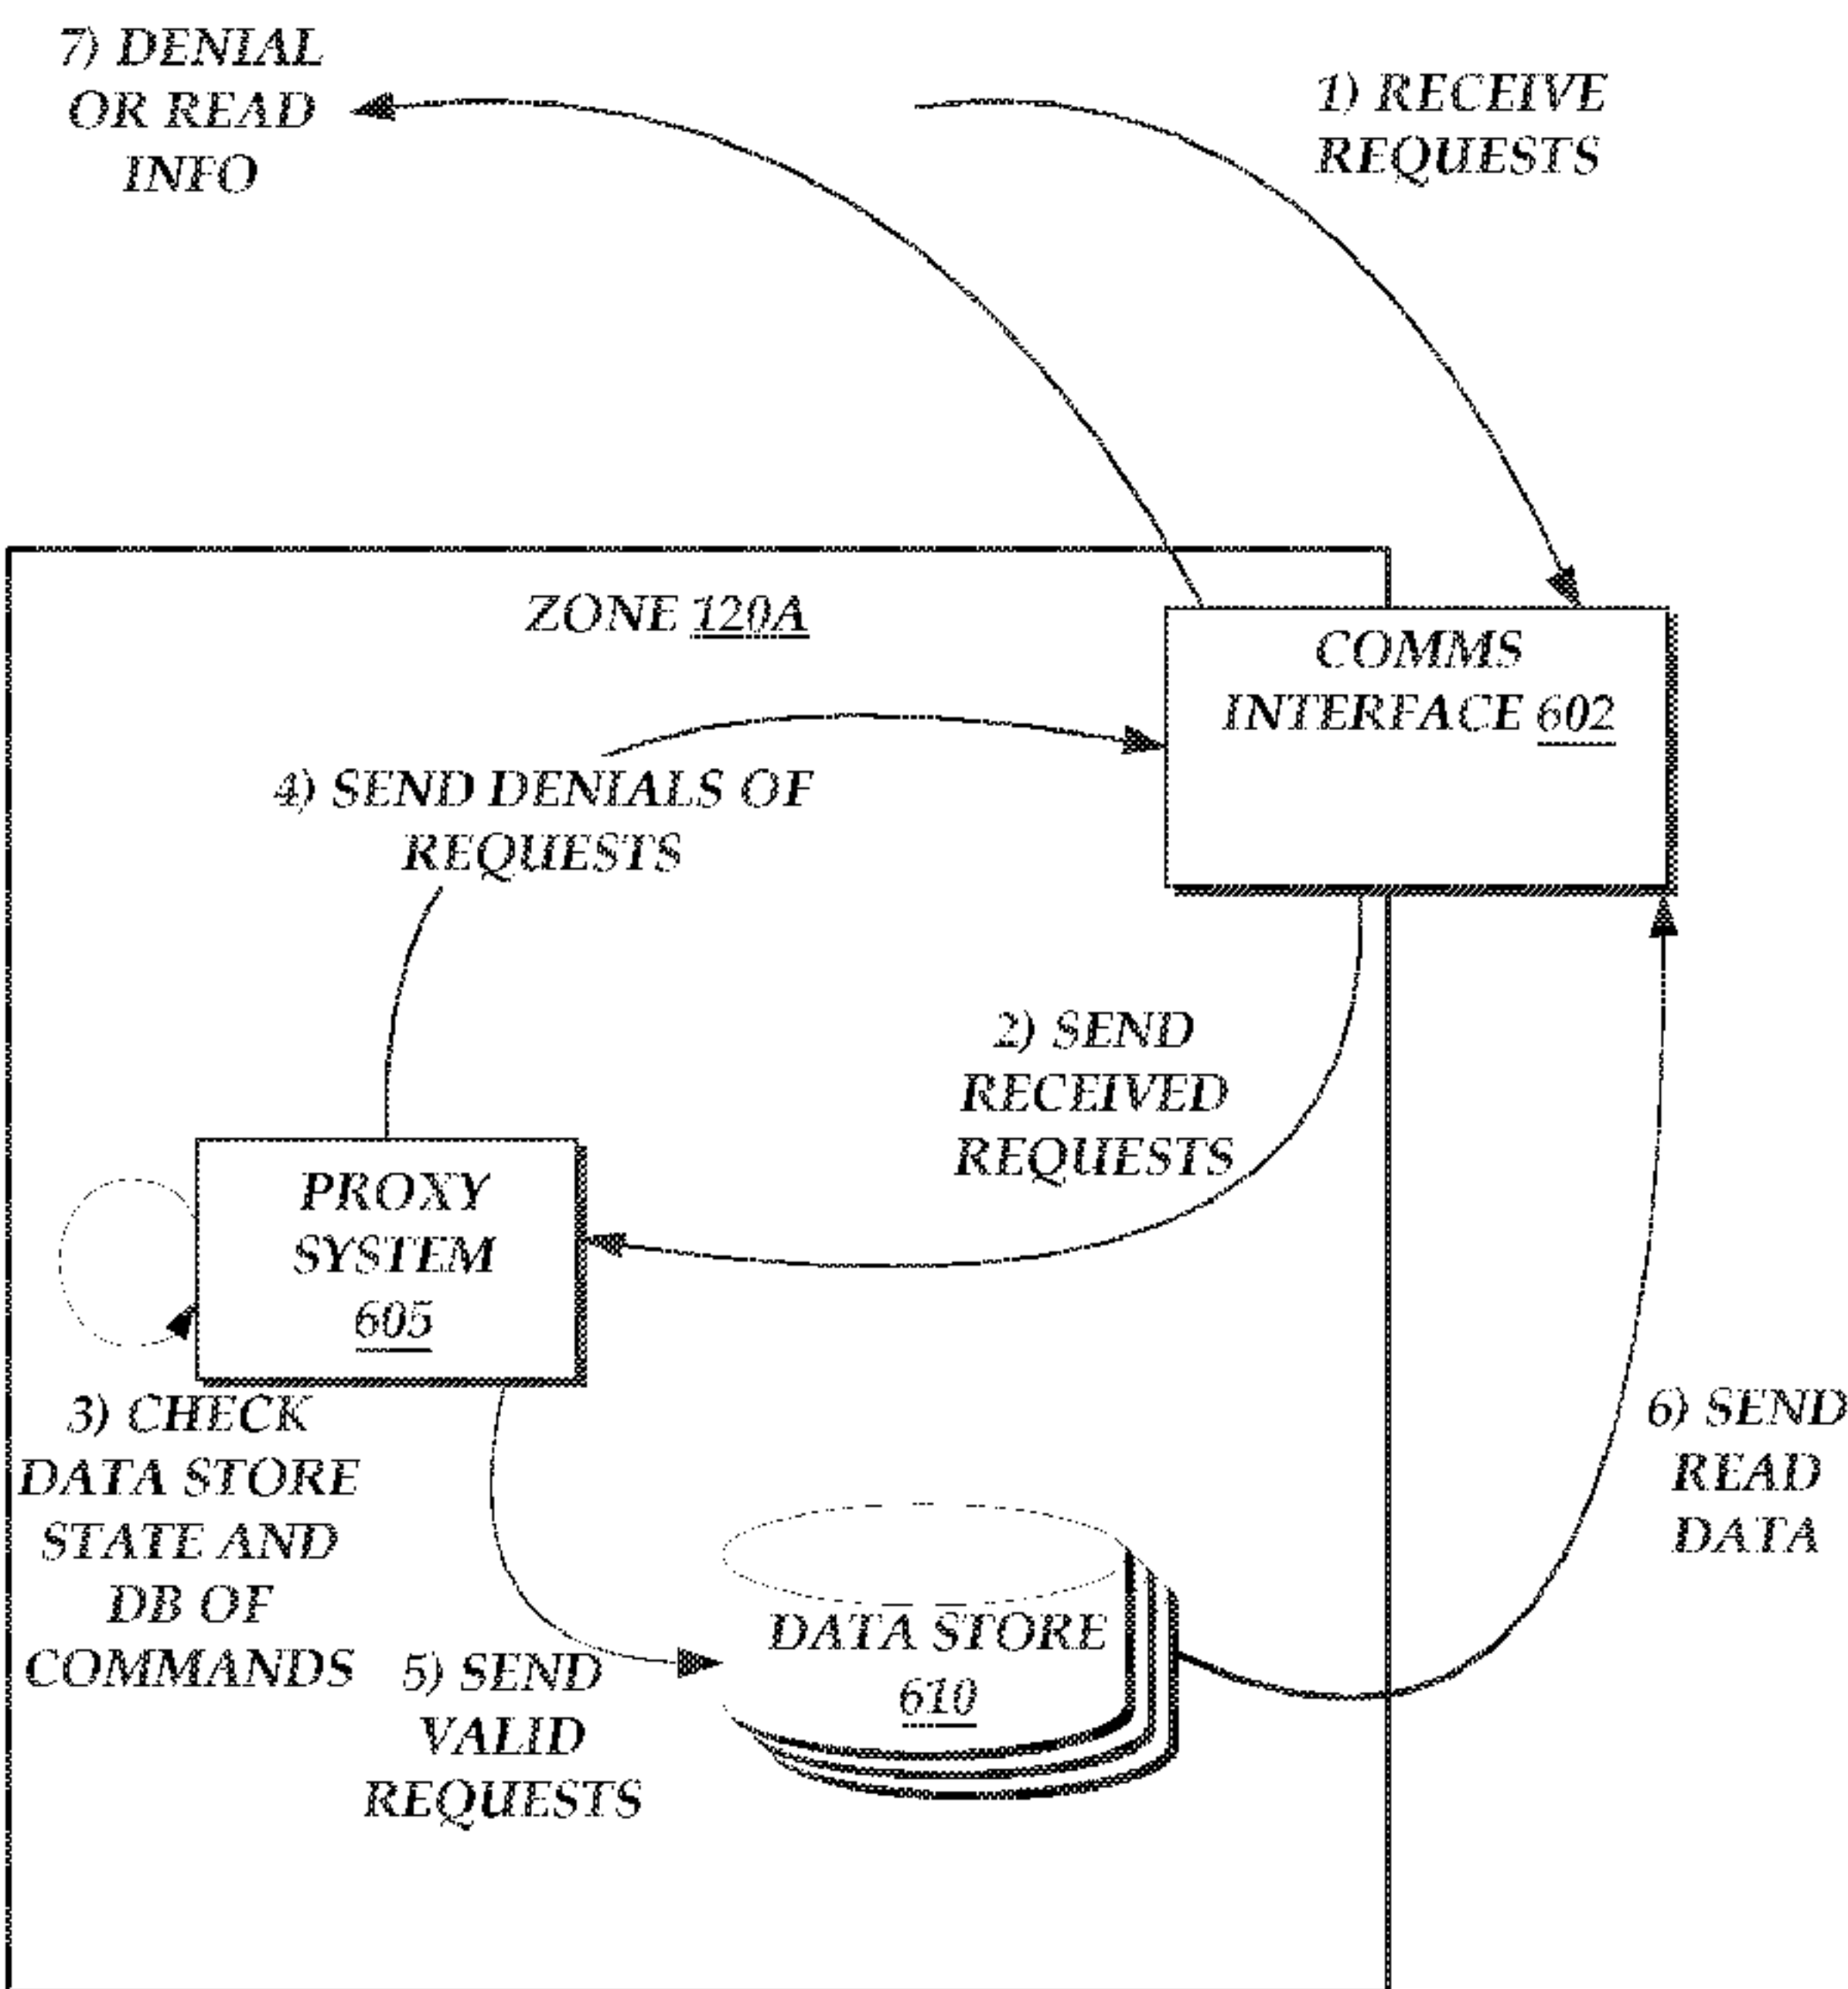 7) DENIAL
OR READ
INFO
1) RECEIVE
REQUESTS
ZONE 120A
COMMS
INTERFACE 602
4) SEND DENIALS OF
REQUESTS
2) SEND
RECEIVED
REQUESTS
PROXY
SYSTEM
605
3) CHECK
DATA STORE
STATE AND
DB OF
COMMANDS
5) SEND
VALID
REQUESTS
DATA STORE
610
6) SEND
READ
DATA